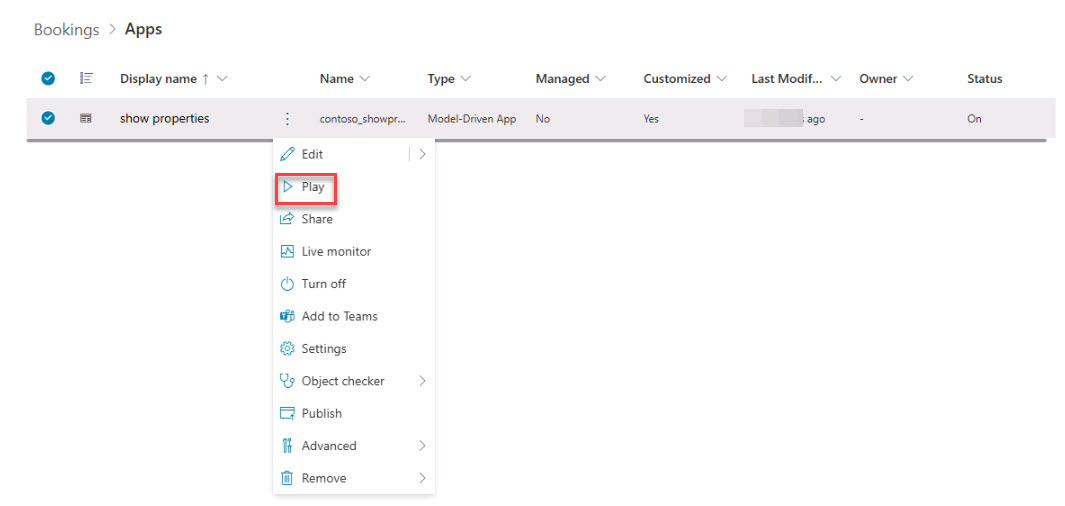 Bookings > Apps
Display name ↑ Name Type Managed Customized Last Modif... Owner Status
show properties contoso_showpr... Model-Driven App No Yes ago - On
Edit
Play
Share
Live monitor
Turn off
Add to Teams
Settings
Object checker
Publish
Advanced
Remove